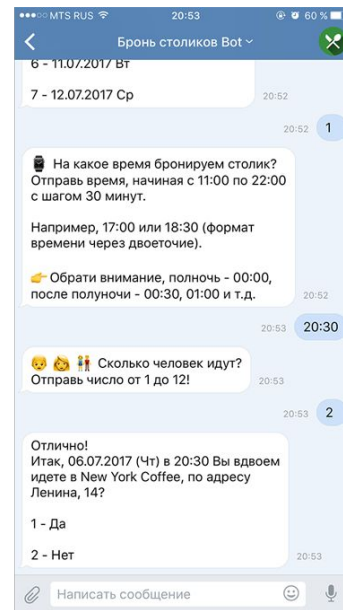 MTS RUS 20:53 60 %
Бронь столиков Bot
6 - 11.07.2017 Вт
7 - 12.07.2017 Ср
20:52
20:52 1
На какое время бронируем столик?
Отправь время, начиная с 11:00 по 22:00
с шагом 30 минут.
Например, 17:00 или 18:30 (формат
времени через двоеточие).
Обрати внимание, полночь - 00:00,
после полуночи - 00:30, 01:00 и т.д.
20:52
20:53 20:30
Сколько человек идут?
Отправь число от 1 до 12!
20:53
20:53 2
Отлично!
Итак, 06.07.2017 (Чт) в 20:30 Вы вдвоем
идете в New York Coffee, по адресу
Ленина, 14?
1 - Да
2 - Нет
20:53
Написать сообщение